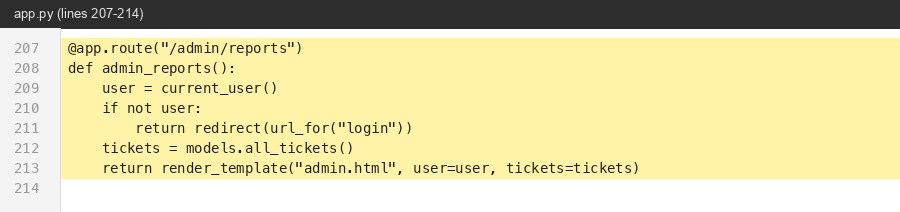 app.py (lines 207-214)
207 @app.route("/admin/reports")
208 def admin_reports():
209     user = current_user()
210     if not user:
211         return redirect(url_for("login"))
212     tickets = models.all_tickets()
213     return render_template("admin.html", user=user, tickets=tickets)
214